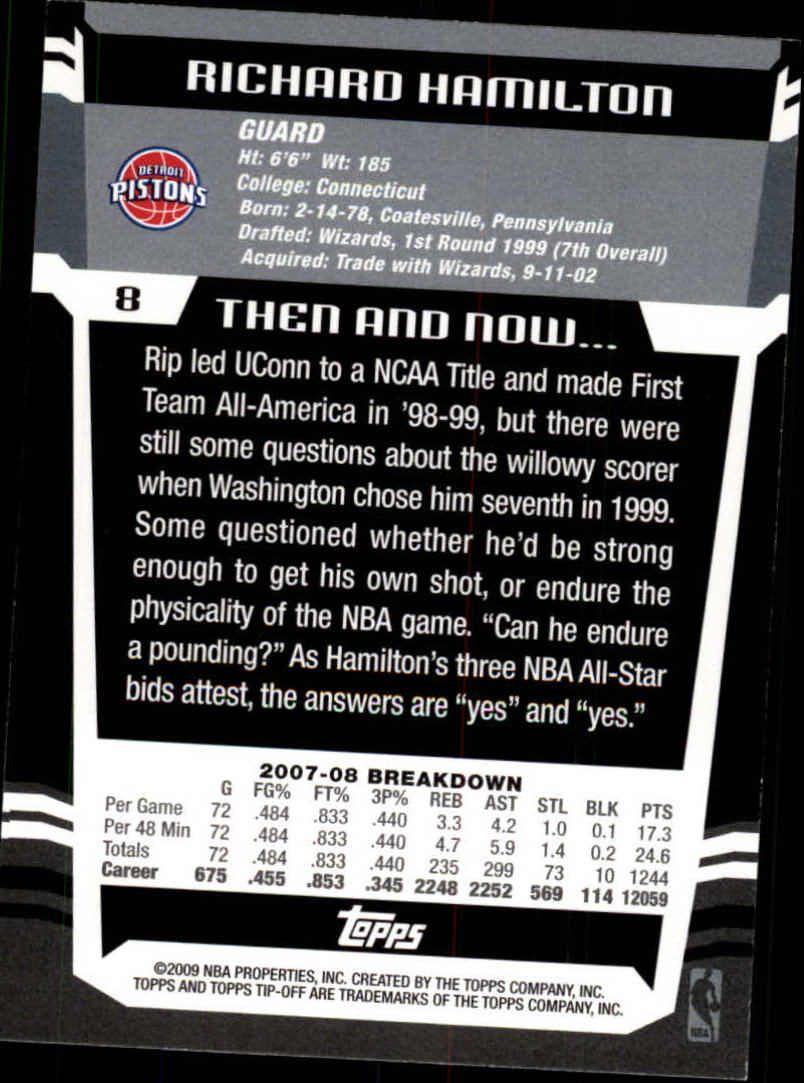 RICHARD HAMILTON
DETROIT
PISTONS
GUARD
Ht: 6'6" Wt: 185
College: Connecticut
Born: 2-14-78, Coatesville, Pennsylvania
Drafted: Wizards, 1st Round 1999 (7th Overall)
Acquired: Trade with Wizards, 9-11-02
8
THEN AND NOW...
Rip led UConn to a NCAA Title and made First
Team All-America in '98-99, but there were
still some questions about the willowy scorer
when Washington chose him seventh in 1999.
Some questioned whether he'd be strong
enough to get his own shot, or endure the
physicality of the NBA game. "Can he endure
a pounding?" As Hamilton's three NBA All-Star
bids attest, the answers are "yes" and "yes."
2007-08 BREAKDOWN
G FG% FT% 3P% REB AST STL BLK PTS
Per Game 72 .484 .833 .440 3.3 4.2 1.0 0.1 17.3
Per 48 Min 72 .484 .833 .440 4.7 5.9 1.4 0.2 24.6
Totals 72 .484 .833 .440 235 299 73 10 1244
Career 675 .455 .853 .345 2248 2252 569 114 12059
Topps
©2009 NBA PROPERTIES, INC. CREATED BY THE TOPPS COMPANY, INC.
TOPPS AND TOPPS TIP-OFF ARE TRADEMARKS OF THE TOPPS COMPANY, INC.
NBA